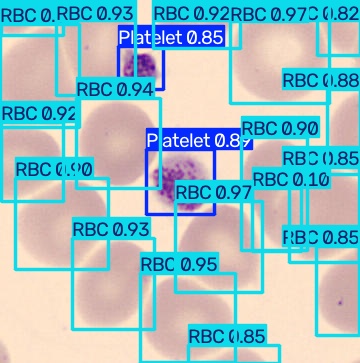 RBC 0.
RBC 0.93
RBC 0.92
RBC 0.97
C 0.82
Platelet 0.85
RBC 0.88
RBC 0.94
RBC 0.92
RBC 0.90
Platelet 0.89
RBC 0.85
RBC 0.90
RBC 0.10
RBC 0.97
RBC 0.93
RBC 0.85
RBC 0.95
RBC 0.85